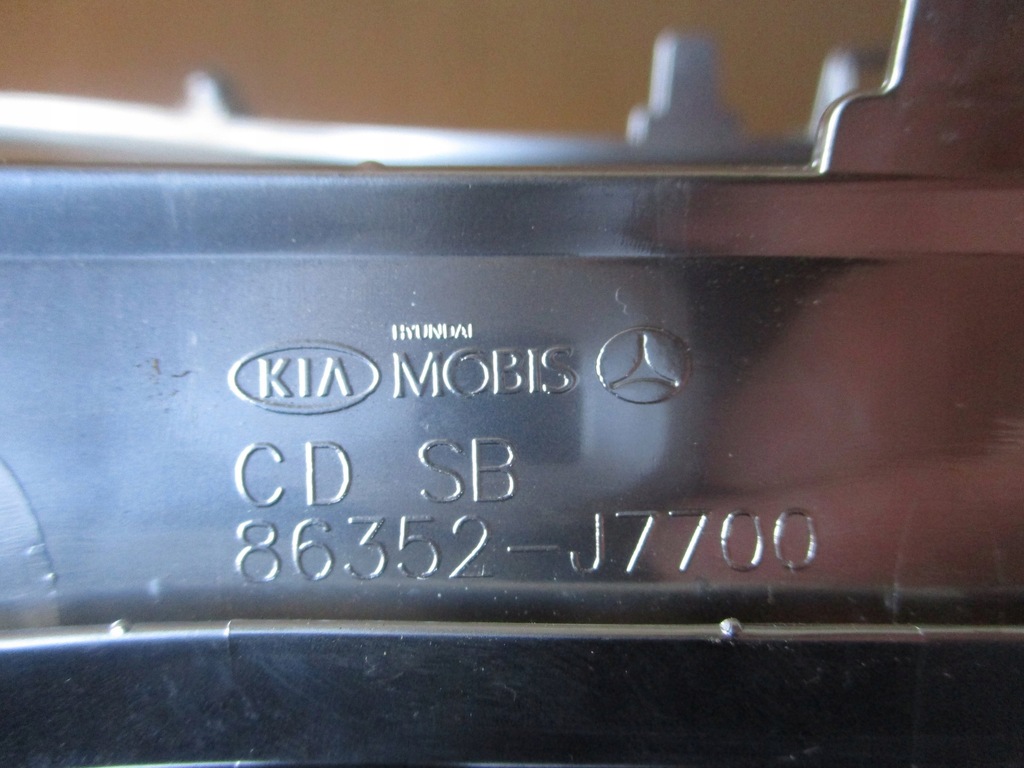 HYUNDAI
KIA MOBIS
CD SB
86352-J7700